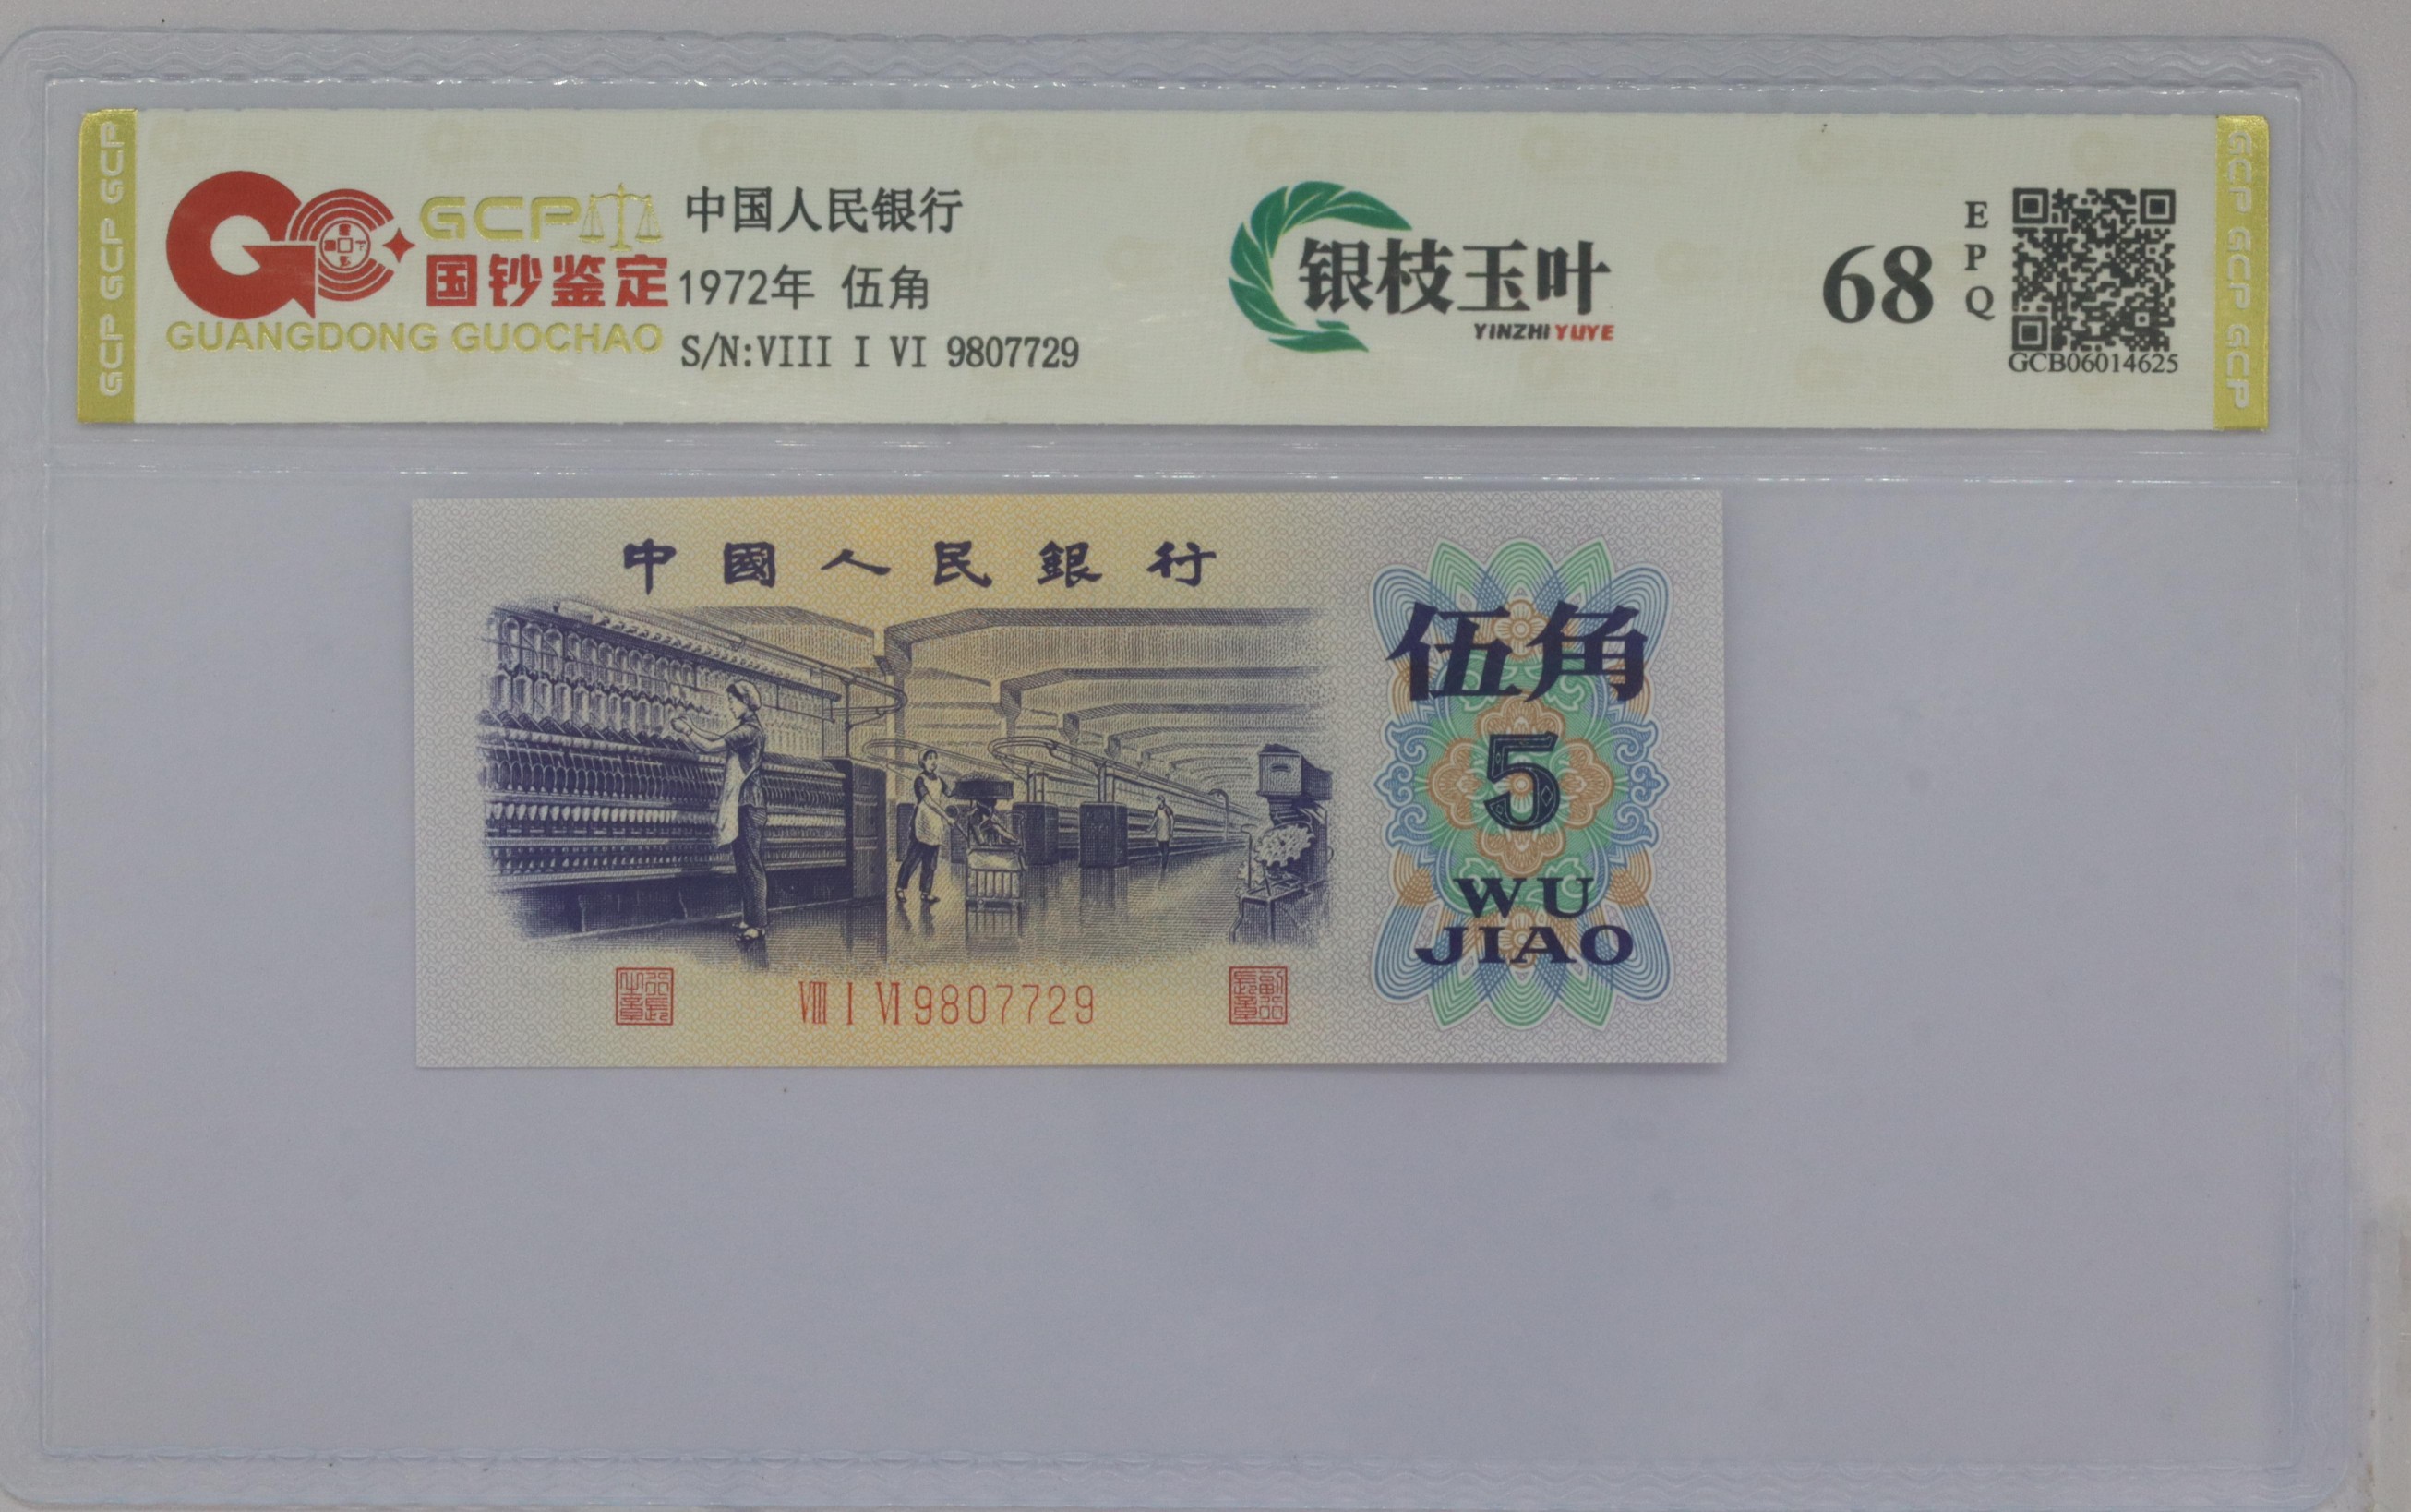 GCP GCP GCP
GCP
国钞鉴定
GUANGDONG GUOCHAO
中国人民银行
1972年 伍角
S/N:VIII I VI 9807729
银枝玉叶
YINZHI YUYE
68
EPQ
GCB06014625
GCP GCP GCP
中國人民銀行
伍角
5
WU
JIAO
VIII I VI 9807729